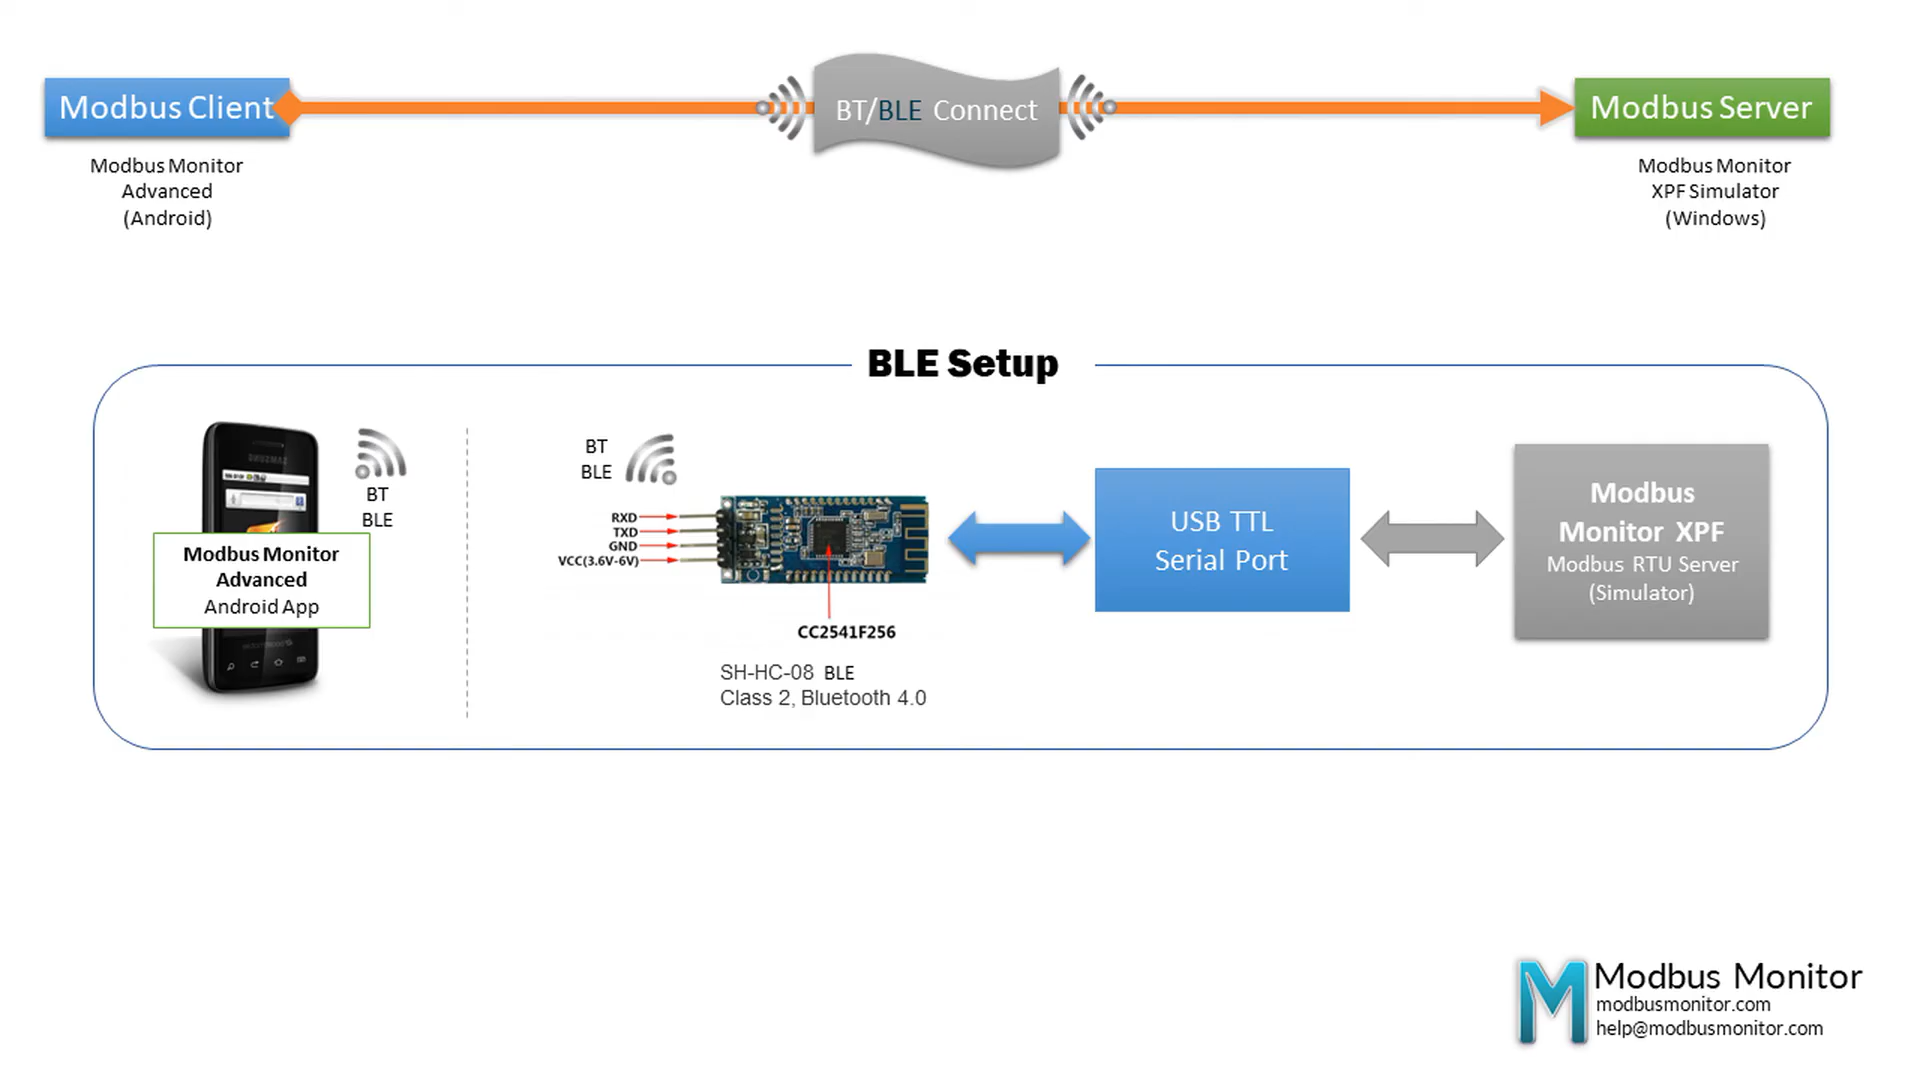 Modbus Client
BT/BLE Connect
Modbus Server
Modbus Monitor
Advanced
(Android)
Modbus Monitor
XPF Simulator
(Windows)
BLE Setup
BT
BLE
Modbus Monitor
Advanced
Android App
BT
BLE
RXD
TXD
GND
VCC(3.6V-6V)
CC2541F256
SH-HC-08 BLE
Class 2, Bluetooth 4.0
USB TTL
Serial Port
Modbus
Monitor XPF
Modbus RTU Server
(Simulator)
Modbus Monitor
modbusmonitor.com
help@modbusmonitor.com